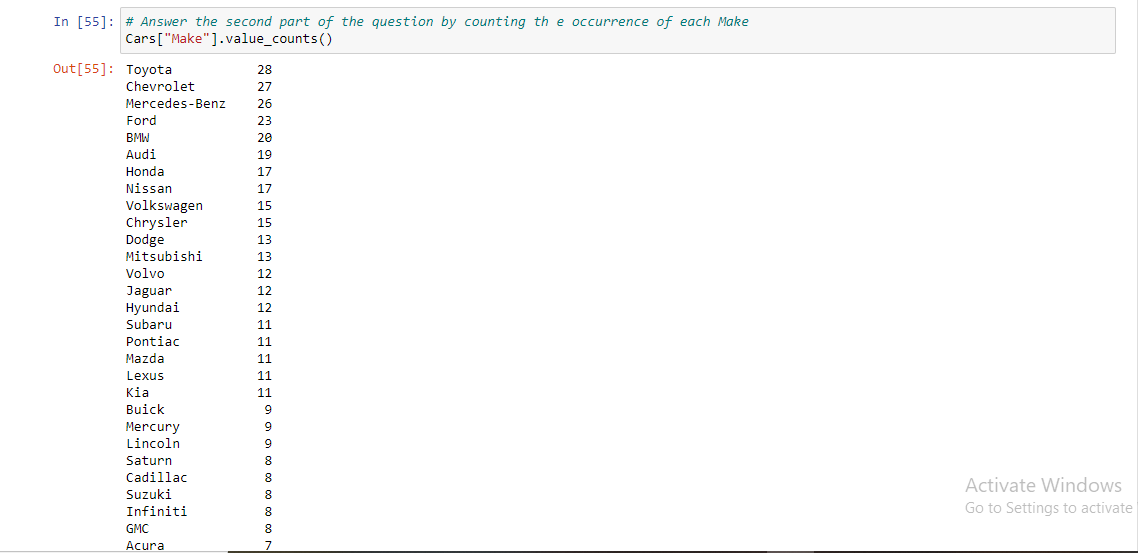 In [55]: # Answer the second part of the question by counting th e occurrence of each Make
Cars["Make"].value_counts()
Out[55]: Toyota 28
Chevrolet 27
Mercedes-Benz 26
Ford 23
BMW 20
Audi 19
Honda 17
Nissan 17
Volkswagen 15
Chrysler 15
Dodge 13
Mitsubishi 13
Volvo 12
Jaguar 12
Hyundai 12
Subaru 11
Pontiac 11
Mazda 11
Lexus 11
Kia 11
Buick 9
Mercury 9
Lincoln 9
Saturn 8
Cadillac 8
Suzuki 8
Infiniti 8
GMC 8
Acura 7
Activate Windows
Go to Settings to activate